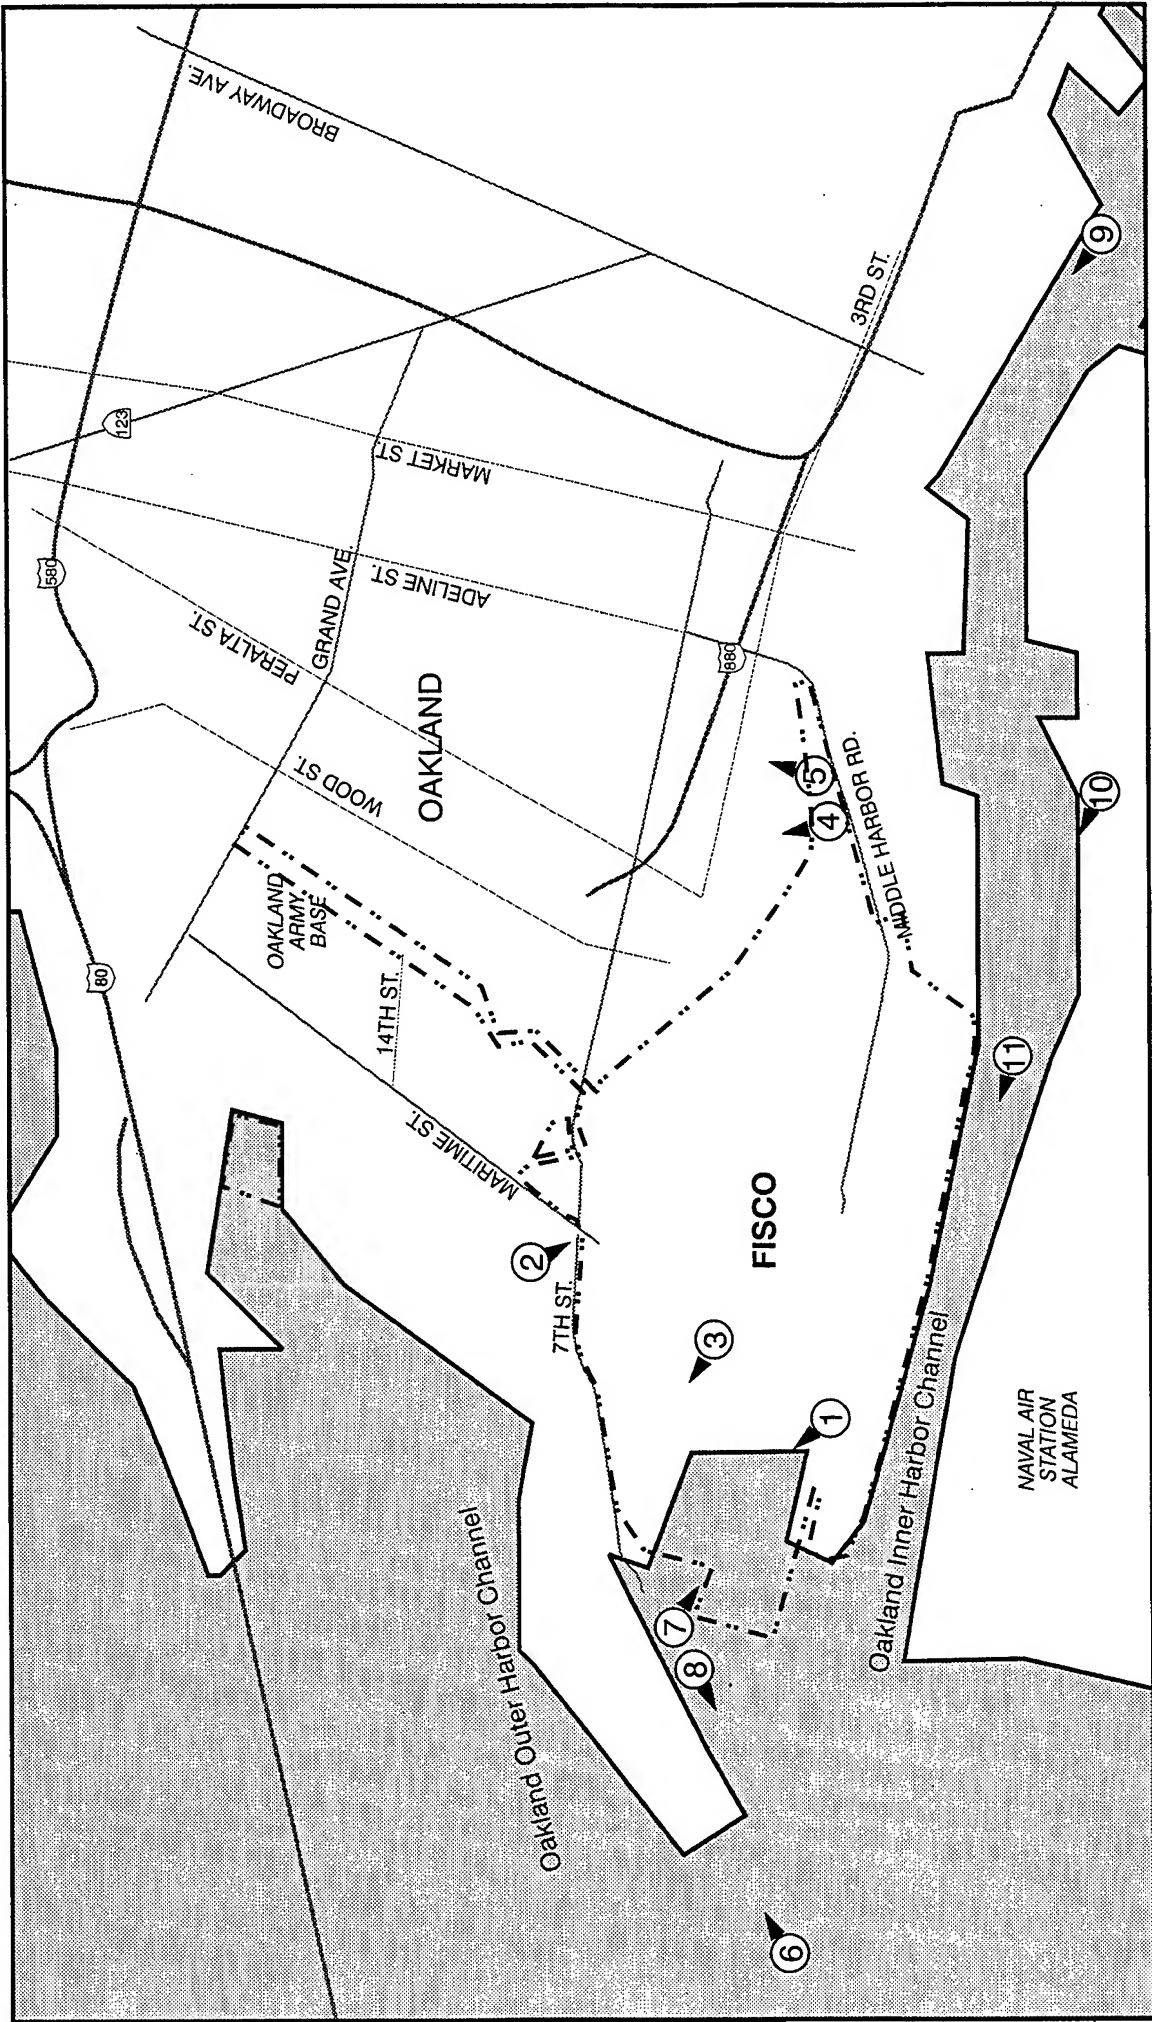 BROADWAY AVE.
123
580
MARKET ST.
3RD ST.
9
GRAND AVE.
ADELINE ST.
PERALTA ST.
WOOD ST.
OAKLAND
880
80
OAKLAND
ARMY
BASE
5
4
MIDDLE HARBOR RD.
10
14TH ST.
MARITIME ST.
11
2
7TH ST.
FISCO
3
1
Oakland Outer Harbor Channel
Oakland Inner Harbor Channel
NAVAL AIR
STATION
ALAMEDA
7
8
6